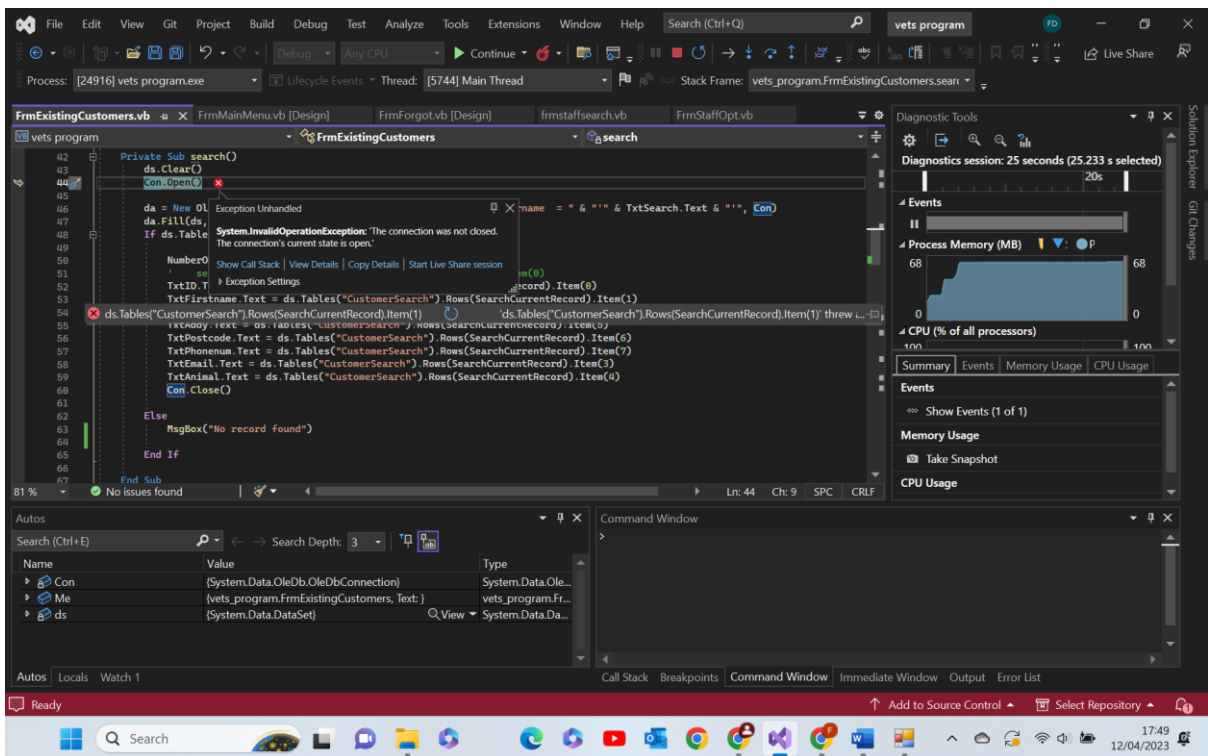 File Edit View Git Project Build Debug Test Analyze Tools Extensions Window Help Search (Ctrl+Q) vets program FD
Debug Any CPU Continue Live Share
Process: [24916] vets program.exe Lifecycle Events Thread: [5744] Main Thread Stack Frame: vets_program.FrmExistingCustomers.searc
FrmExistingCustomers.vb FrmMainMenu.vb [Design] FrmForgot.vb [Design] frmstaffsearch.vb FrmStaffOpt.vb
vets program FrmExistingCustomers search
42 Private Sub search()
43 ds.Clear()
44 Con.Open()
45
46 da = New Ol name = " & "'" & TxtSearch.Text & "'", Con)
47 da.Fill(ds,
48 If ds.Table
49
50 NumberO
51 ' se em(0)
52 TxtID.T ecord).Item(0)
53 TxtFirstname.Text = ds.Tables("CustomerSearch").Rows(SearchCurrentRecord).Item(1)
54 ds.Tables("CustomerSearch").Rows(SearchCurrentRecord).Item(1) 'ds.Tables("CustomerSearch").Rows(SearchCurrentRecord).Item(1)' threw
55 TxtAddy.Text = ds.Tables("CustomerSearch").Rows(SearchCurrentRecord).Item(5)
56 TxtPostcode.Text = ds.Tables("CustomerSearch").Rows(SearchCurrentRecord).Item(6)
57 TxtPhonenum.Text = ds.Tables("CustomerSearch").Rows(SearchCurrentRecord).Item(7)
58 TxtEmail.Text = ds.Tables("CustomerSearch").Rows(SearchCurrentRecord).Item(3)
59 TxtAnimal.Text = ds.Tables("CustomerSearch").Rows(SearchCurrentRecord).Item(4)
60 Con.Close()
61
62 Else
63 MsgBox("No record found")
64
65 End If
66
67 End Sub
Exception Unhandled
System.InvalidOperationException: 'The connection was not closed.
The connection's current state is open.'
Show Call Stack | View Details | Copy Details | Start Live Share session
Exception Settings
81 % No issues found Ln: 44 Ch: 9 SPC CRLF
Diagnostic Tools
Diagnostics session: 25 seconds (25.233 s selected)
20s
Events
Process Memory (MB) P
68 68
0 0
CPU (% of all processors)
100 100
Summary Events Memory Usage CPU Usage
Events
Show Events (1 of 1)
Memory Usage
Take Snapshot
CPU Usage
Solution Explorer
Git Changes
Autos
Search (Ctrl+E) Search Depth: 3
Name Value Type
Con {System.Data.OleDb.OleDbConnection} System.Data.Ole...
Me {vets_program.FrmExistingCustomers, Text: } vets_program.Fr...
ds {System.Data.DataSet} View System.Data.Da...
Autos Locals Watch 1
Command Window
>
Call Stack Breakpoints Command Window Immediate Window Output Error List
Ready Add to Source Control Select Repository
Search 17:49
12/04/2023